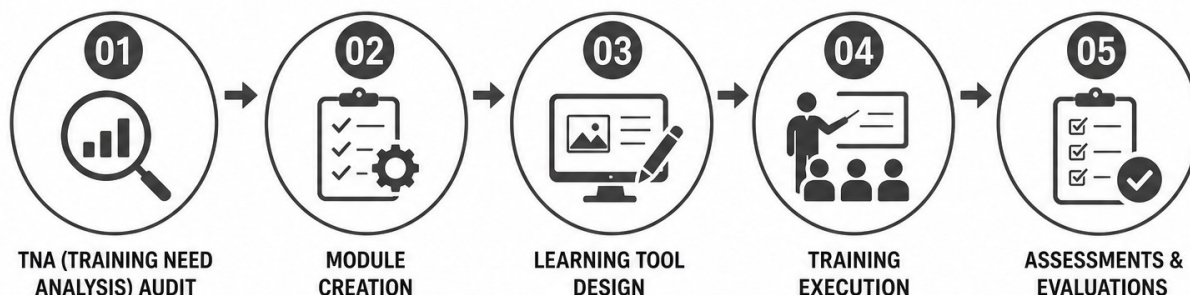 01
02
03
04
05
TNA (TRAINING NEED
ANALYSIS) AUDIT
MODULE
CREATION
LEARNING TOOL
DESIGN
TRAINING
EXECUTION
ASSESSMENTS &
EVALUATIONS